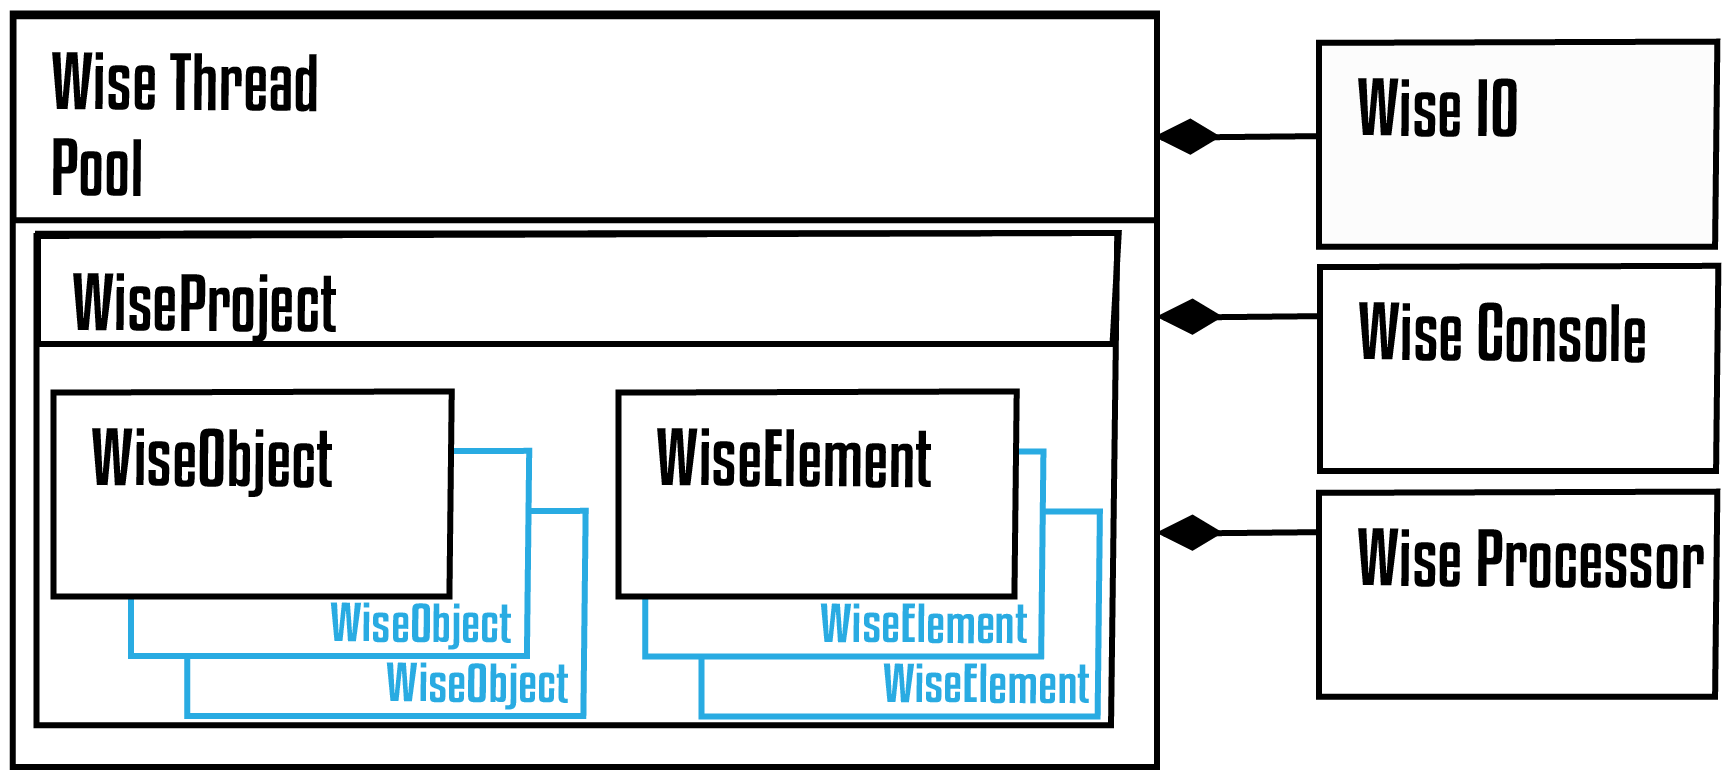 Wise Thread
Pool
WiseProject
WiseObject
WiseObject
WiseObject
WiseElement
WiseElement
WiseElement
Wise IO
Wise Console
Wise Processor